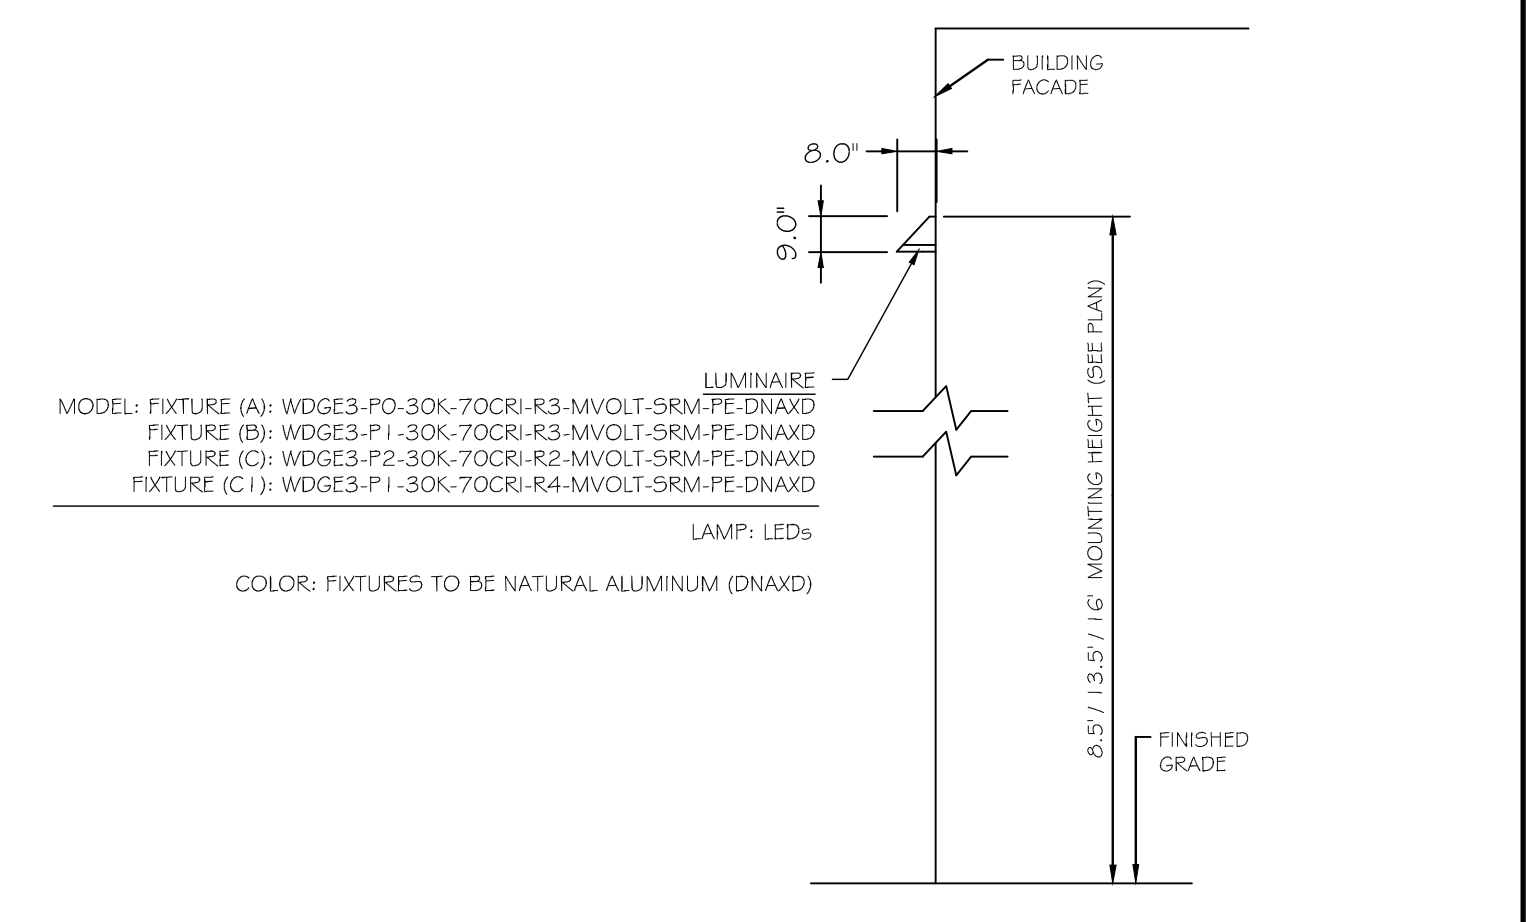 BUILDING
FACADE
8.0"
9.0"
LUMINAIRE
MODEL: FIXTURE (A): WDGE3-P0-30K-70CRI-R3-MVOLT-SRM-PE-DNAXD
FIXTURE (B): WDGE3-P1-30K-70CRI-R3-MVOLT-SRM-PE-DNAXD
FIXTURE (C): WDGE3-P2-30K-70CRI-R2-MVOLT-SRM-PE-DNAXD
FIXTURE (C1): WDGE3-P1-30K-70CRI-R4-MVOLT-SRM-PE-DNAXD
LAMP: LEDs
COLOR: FIXTURES TO BE NATURAL ALUMINUM (DNAXD)
8.5'/ 13.5'/ 16' MOUNTING HEIGHT (SEE PLAN)
FINISHED
GRADE